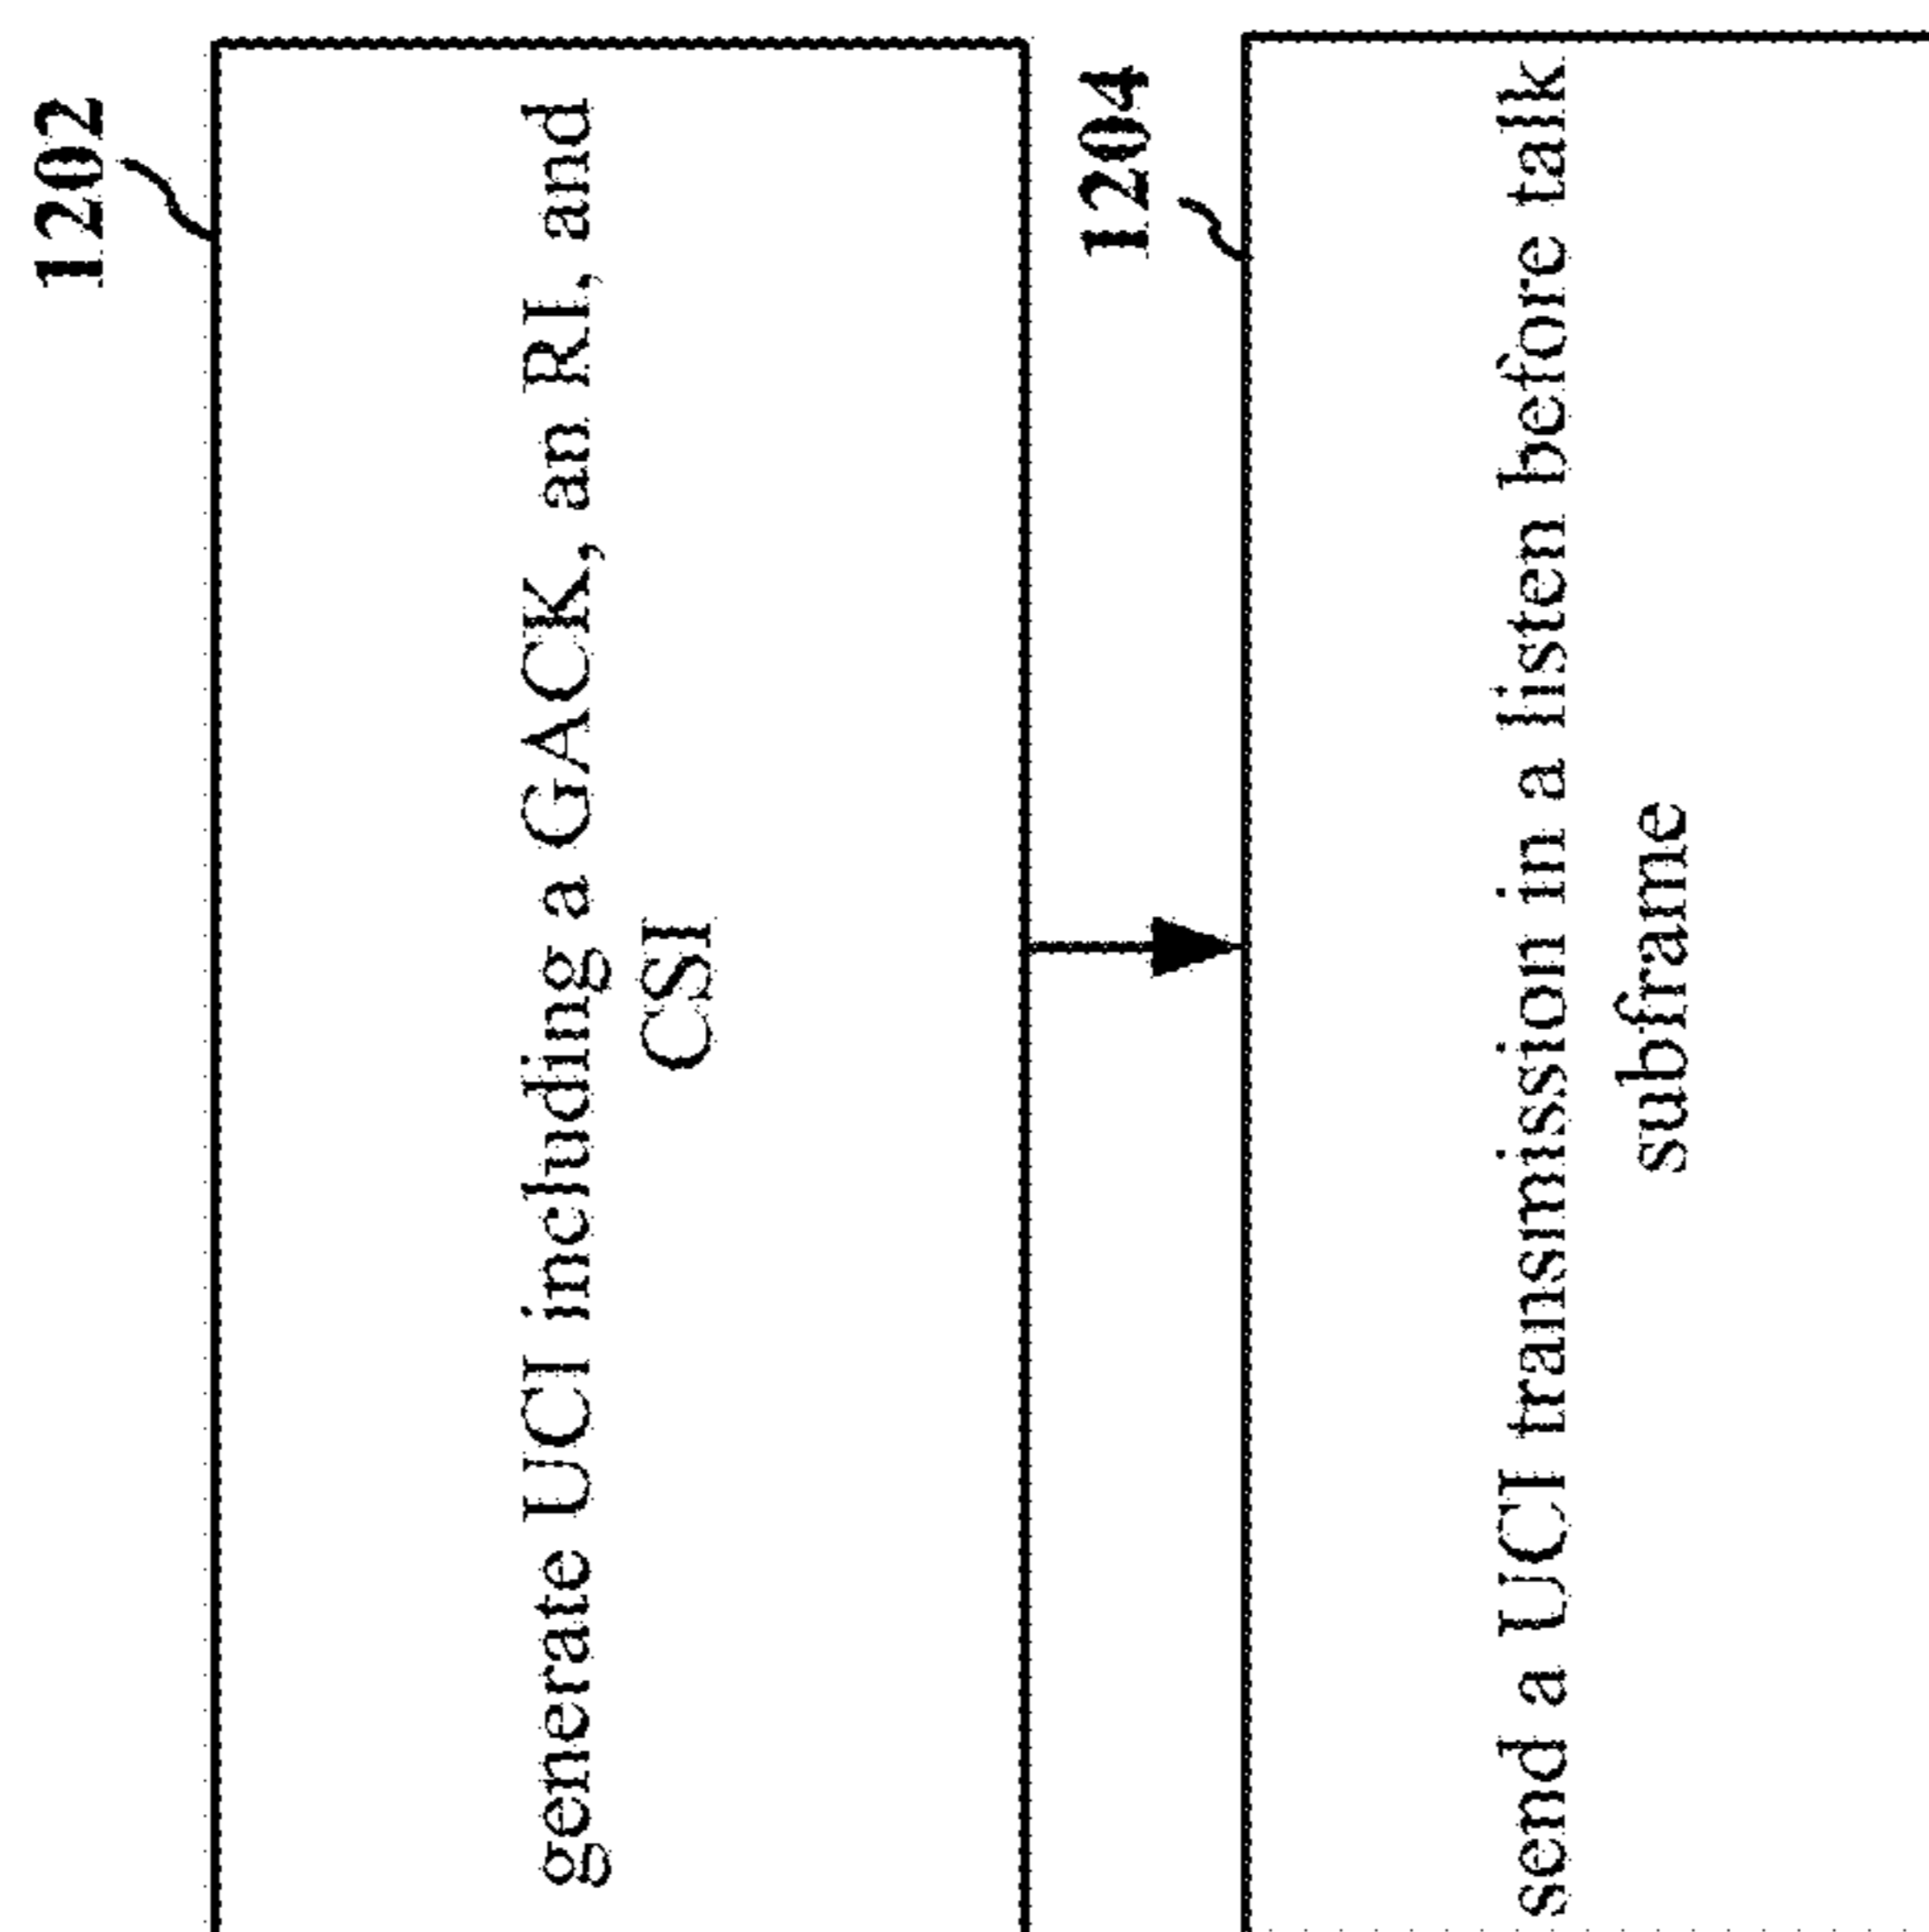 1202
generate UCI including a GACK, an RI, and
CSI
1204
send a UCI transmission in a listen before talk
subframe